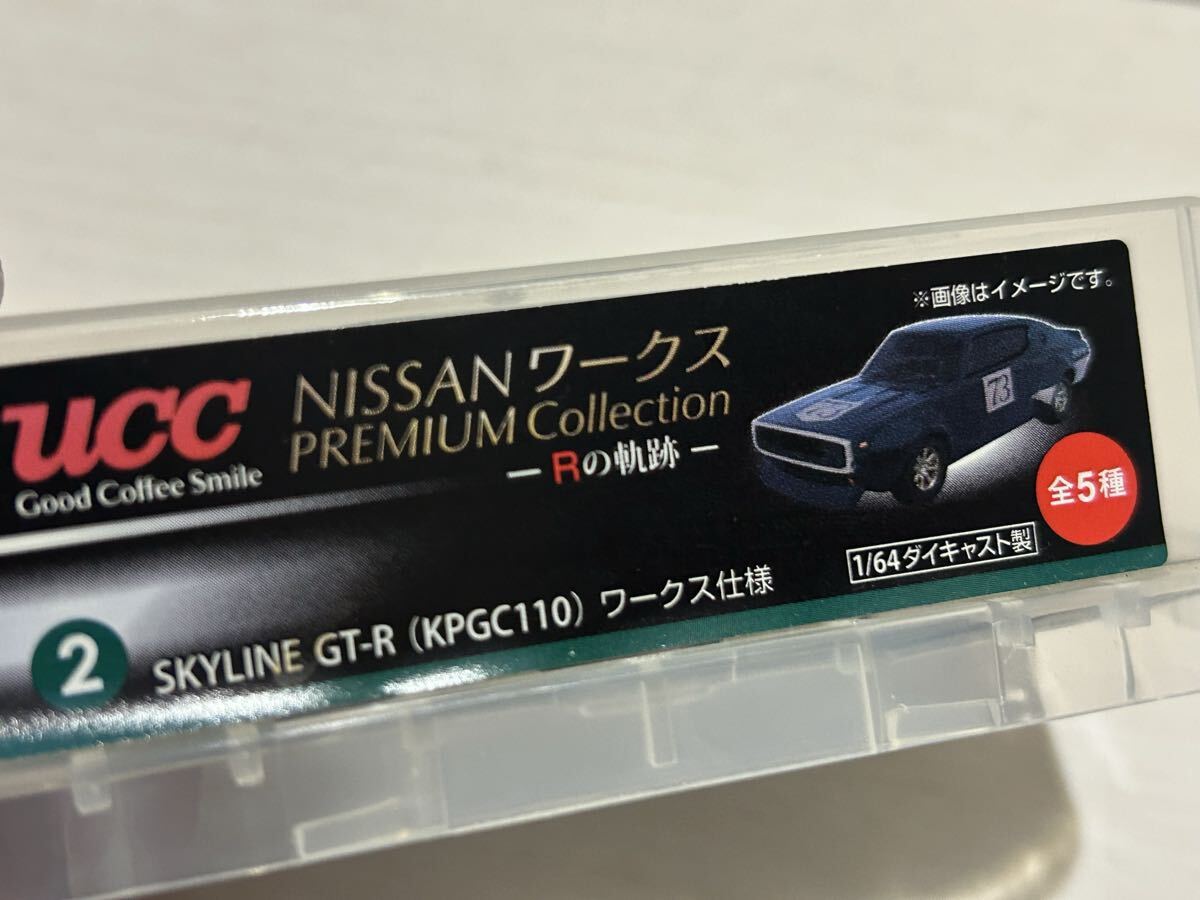 ucc
Good Coffee Smile
NISSANワークス
PREMIUM Collection
ー Rの軌跡 ー
※画像はイメージです。
73
73
全5種
1/64ダイキャスト製
2 SKYLINE GT-R（KPGC110）ワークス仕様